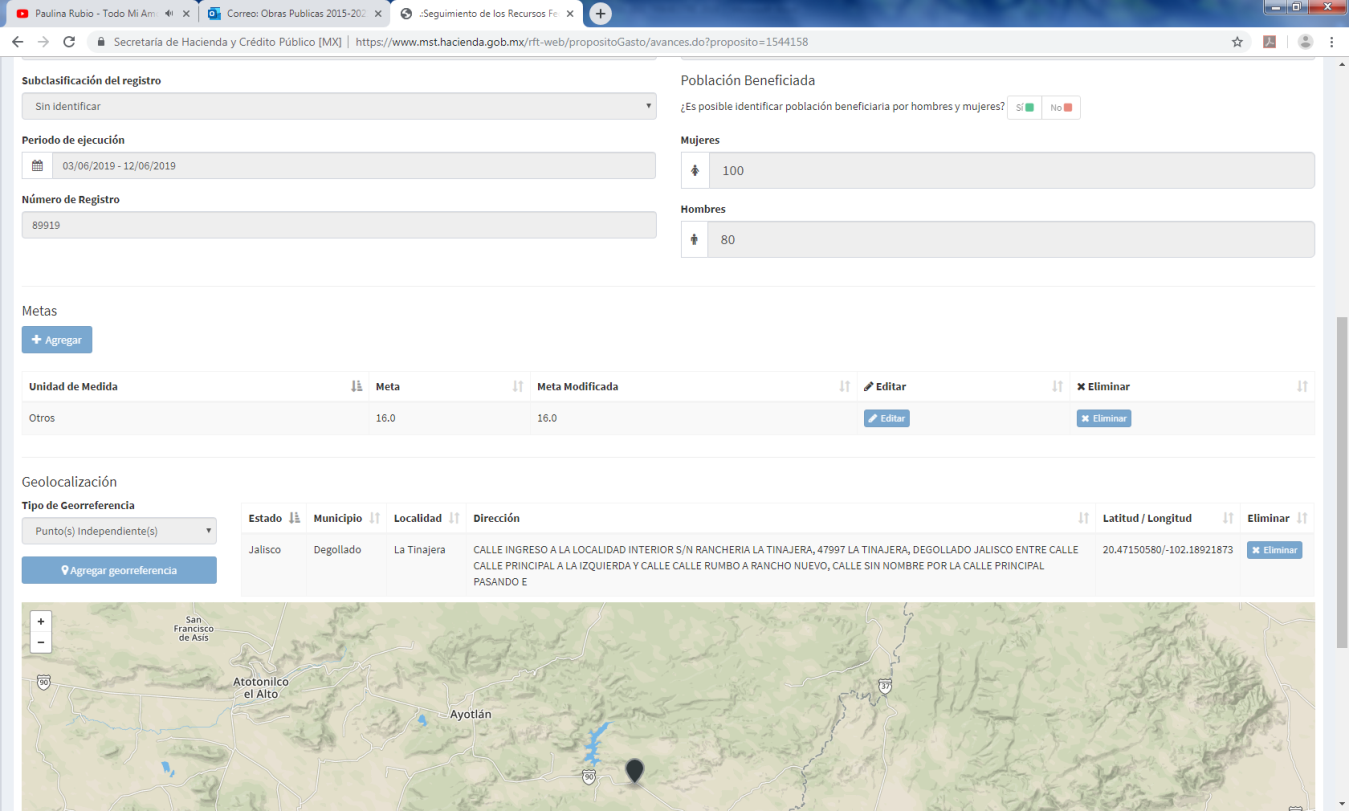 Paulina Rubio - Todo Mi Am
Correo: Obras Publicas 2015-202
.:Seguimiento de los Recursos Fe
Secretaría de Hacienda y Crédito Público [MX] | https://www.mst.hacienda.gob.mx/rft-web/propositoGasto/avances.do?proposito=1544158
Subclasificación del registro
Sin identificar
Periodo de ejecución
03/06/2019 - 12/06/2019
Número de Registro
89919
Población Beneficiada
¿Es posible identificar población beneficiaria por hombres y mujeres? Sí No
Mujeres
100
Hombres
80
Metas
Agregar
Unidad de Medida Meta Meta Modificada Editar Eliminar
Otros 16.0 16.0 Editar Eliminar
Geolocalización
Tipo de Georreferencia
Punto(s) Independiente(s)
Agregar georreferencia
Estado Municipio Localidad Dirección Latitud / Longitud Eliminar
Jalisco Degollado La Tinajera CALLE INGRESO A LA LOCALIDAD INTERIOR S/N RANCHERIA LA TINAJERA, 47997 LA TINAJERA, DEGOLLADO JALISCO ENTRE CALLE 20.47150580/-102.18921873 Eliminar
CALLE PRINCIPAL A LA IZQUIERDA Y CALLE CALLE RUMBO A RANCHO NUEVO, CALLE SIN NOMBRE POR LA CALLE PRINCIPAL
PASANDO E
+
−
San
Francisco
de Asis
90
Atotonilco
el Alto
Ayotlán
37
90